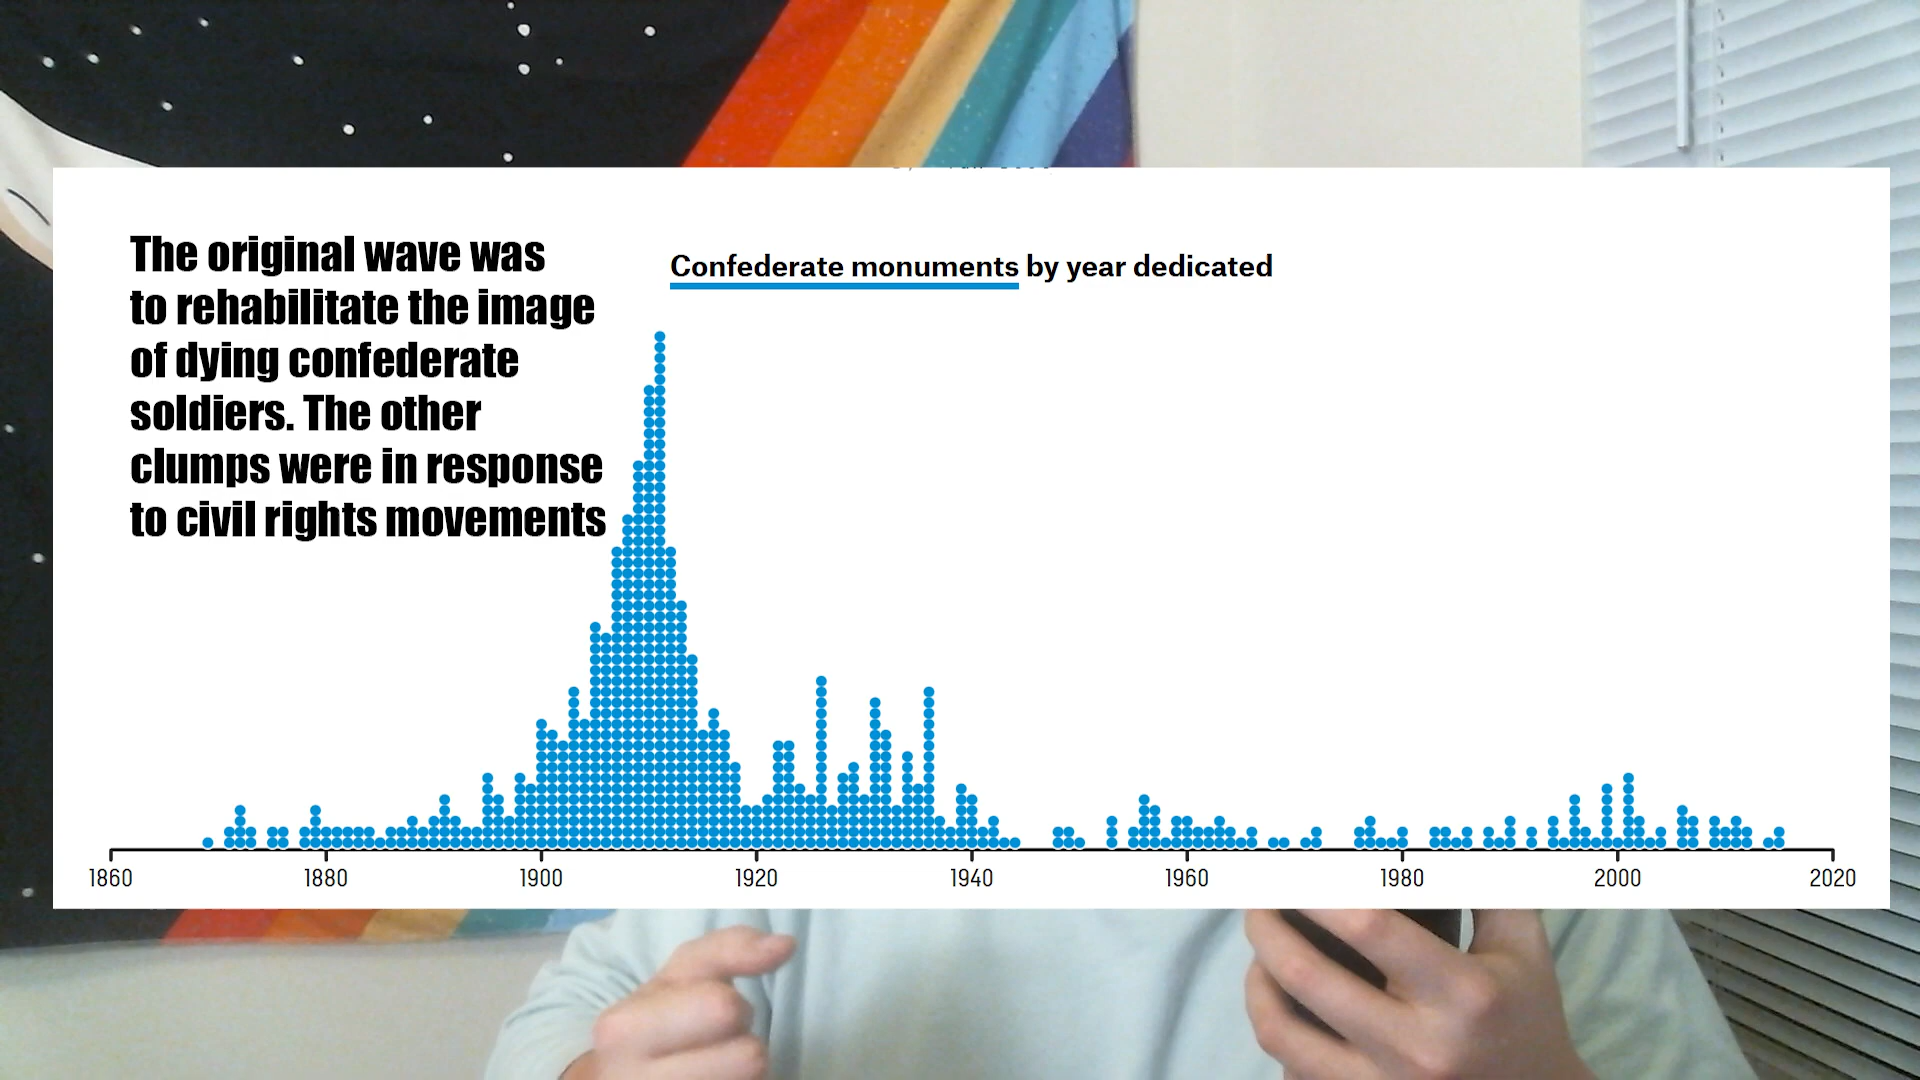 The original wave was
to rehabilitate the image
of dying confederate
soldiers. The other
clumps were in response
to civil rights movements
Confederate monuments by year dedicated
1860 1880 1900 1920 1940 1960 1980 2000 2020